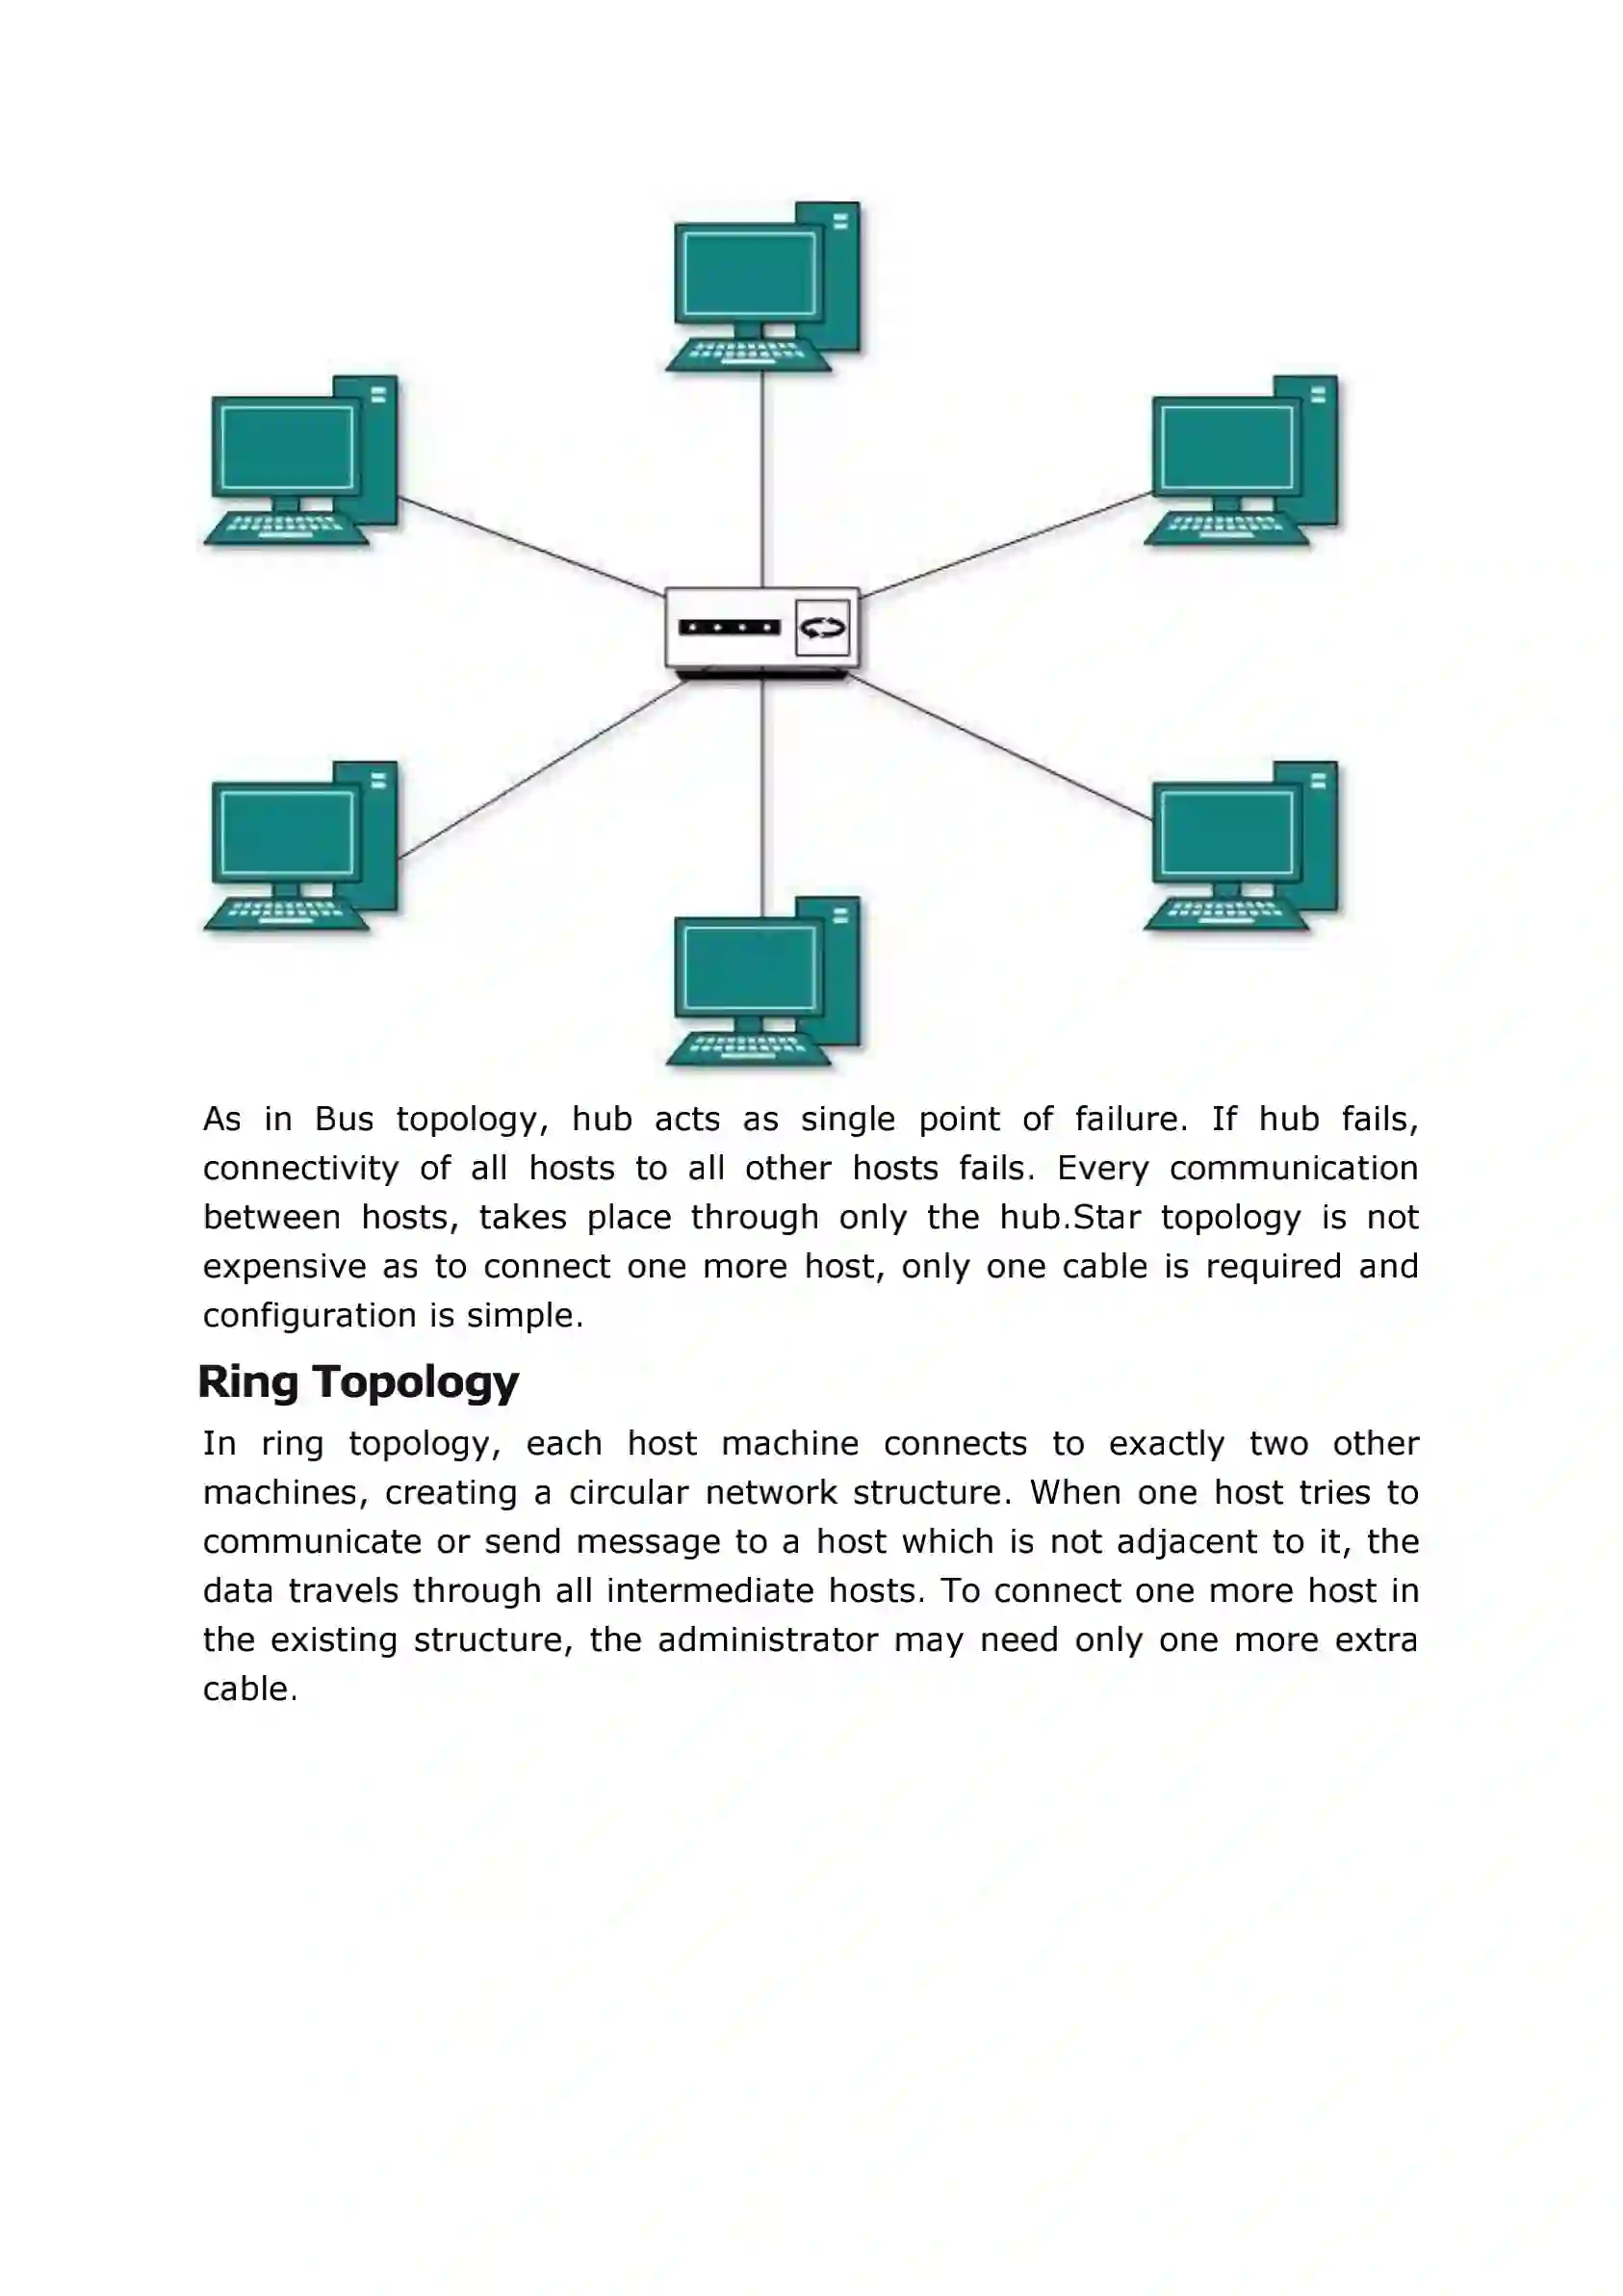 As in Bus topology, hub acts as single point of failure. If hub fails,
connectivity of all hosts to all other hosts fails. Every communication
between hosts, takes place through only the hub.Star topology is not
expensive as to connect one more host, only one cable is required and
configuration is simple.
Ring Topology
In ring topology, each host machine connects to exactly two other
machines, creating a circular network structure. When one host tries to
communicate or send message to a host which is not adjacent to it, the
data travels through all intermediate hosts. To connect one more host in
the existing structure, the administrator may need only one more extra
cable.